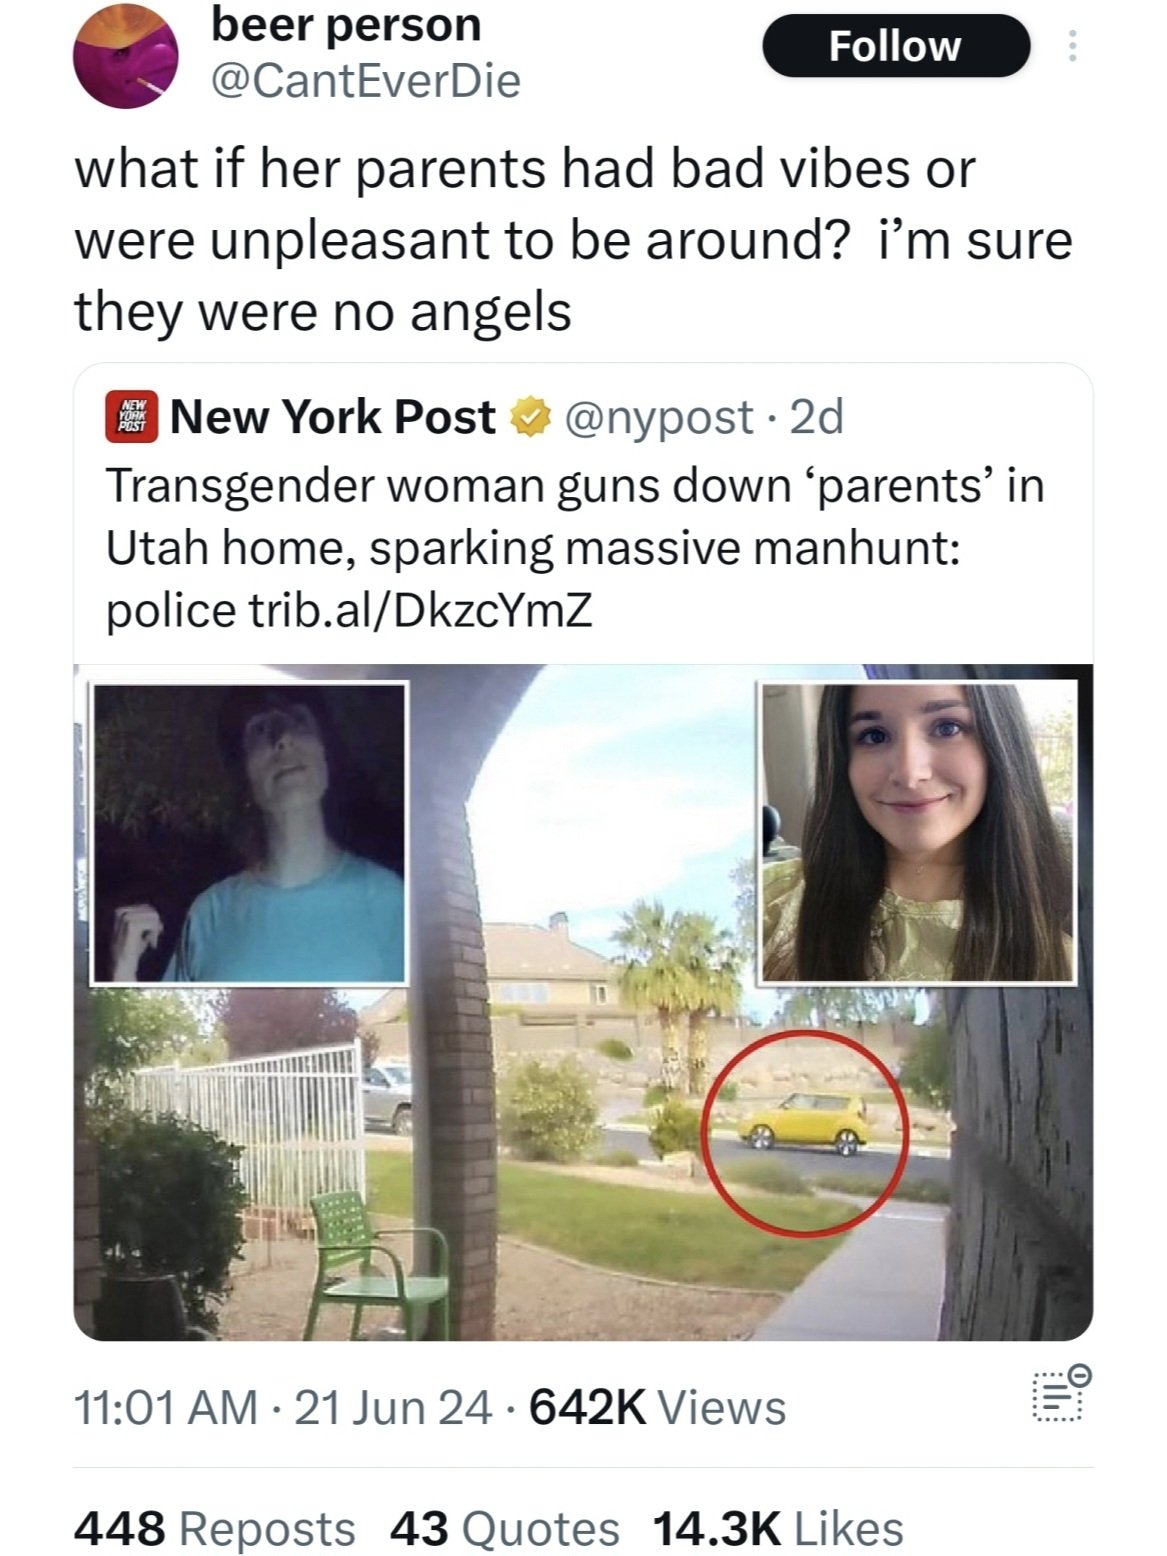 beer person
@CantEverDie
Follow
what if her parents had bad vibes or
were unpleasant to be around?  i’m sure
they were no angels
NEW
YORK
POST
New York Post @nypost · 2d
Transgender woman guns down ‘parents’ in
Utah home, sparking massive manhunt:
police trib.al/DkzcYmZ
11:01 AM · 21 Jun 24 · 642K Views
448 Reposts 43 Quotes 14.3K Likes